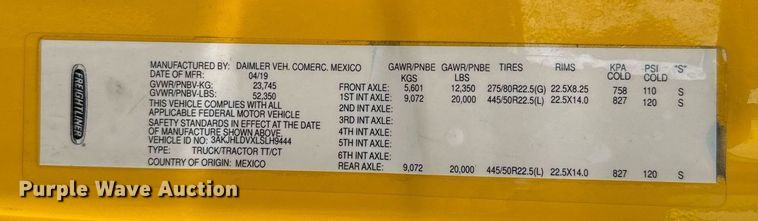 FREIGHTLINER
MANUFACTURED BY: DAIMLER VEH. COMERC. MEXICO
DATE OF MFR: 04/19
GVWR/PNBV-KG: 23,745
GVWR/PNBV-LBS: 52,350
THIS VEHICLE COMPLIES WITH ALL
APPLICABLE FEDERAL MOTOR VEHICLE
SAFETY STANDARDS IN EFFECT AT THE DATE
OF MANUFACTURE SHOWN ABOVE.
VEHICLE ID NO: 3AKJHLDVXLSLH9444
TYPE: TRUCK/TRACTOR TT/CT
COUNTRY OF ORIGIN: MEXICO
GAWR/PNBE KGS GAWR/PNBE LBS TIRES RIMS KPA COLD PSI COLD "S"
FRONT AXLE: 5,601 12,350 275/80R22.5(G) 22.5X8.25 758 110 S
1ST INT AXLE: 9,072 20,000 445/50R22.5(L) 22.5X14.0 827 120 S
2ND INT AXLE:
3RD INT AXLE:
4TH INT AXLE:
5TH INT AXLE:
6TH INT AXLE:
REAR AXLE: 9,072 20,000 445/50R22.5(L) 22.5X14.0 827 120 S
Purple Wave Auction